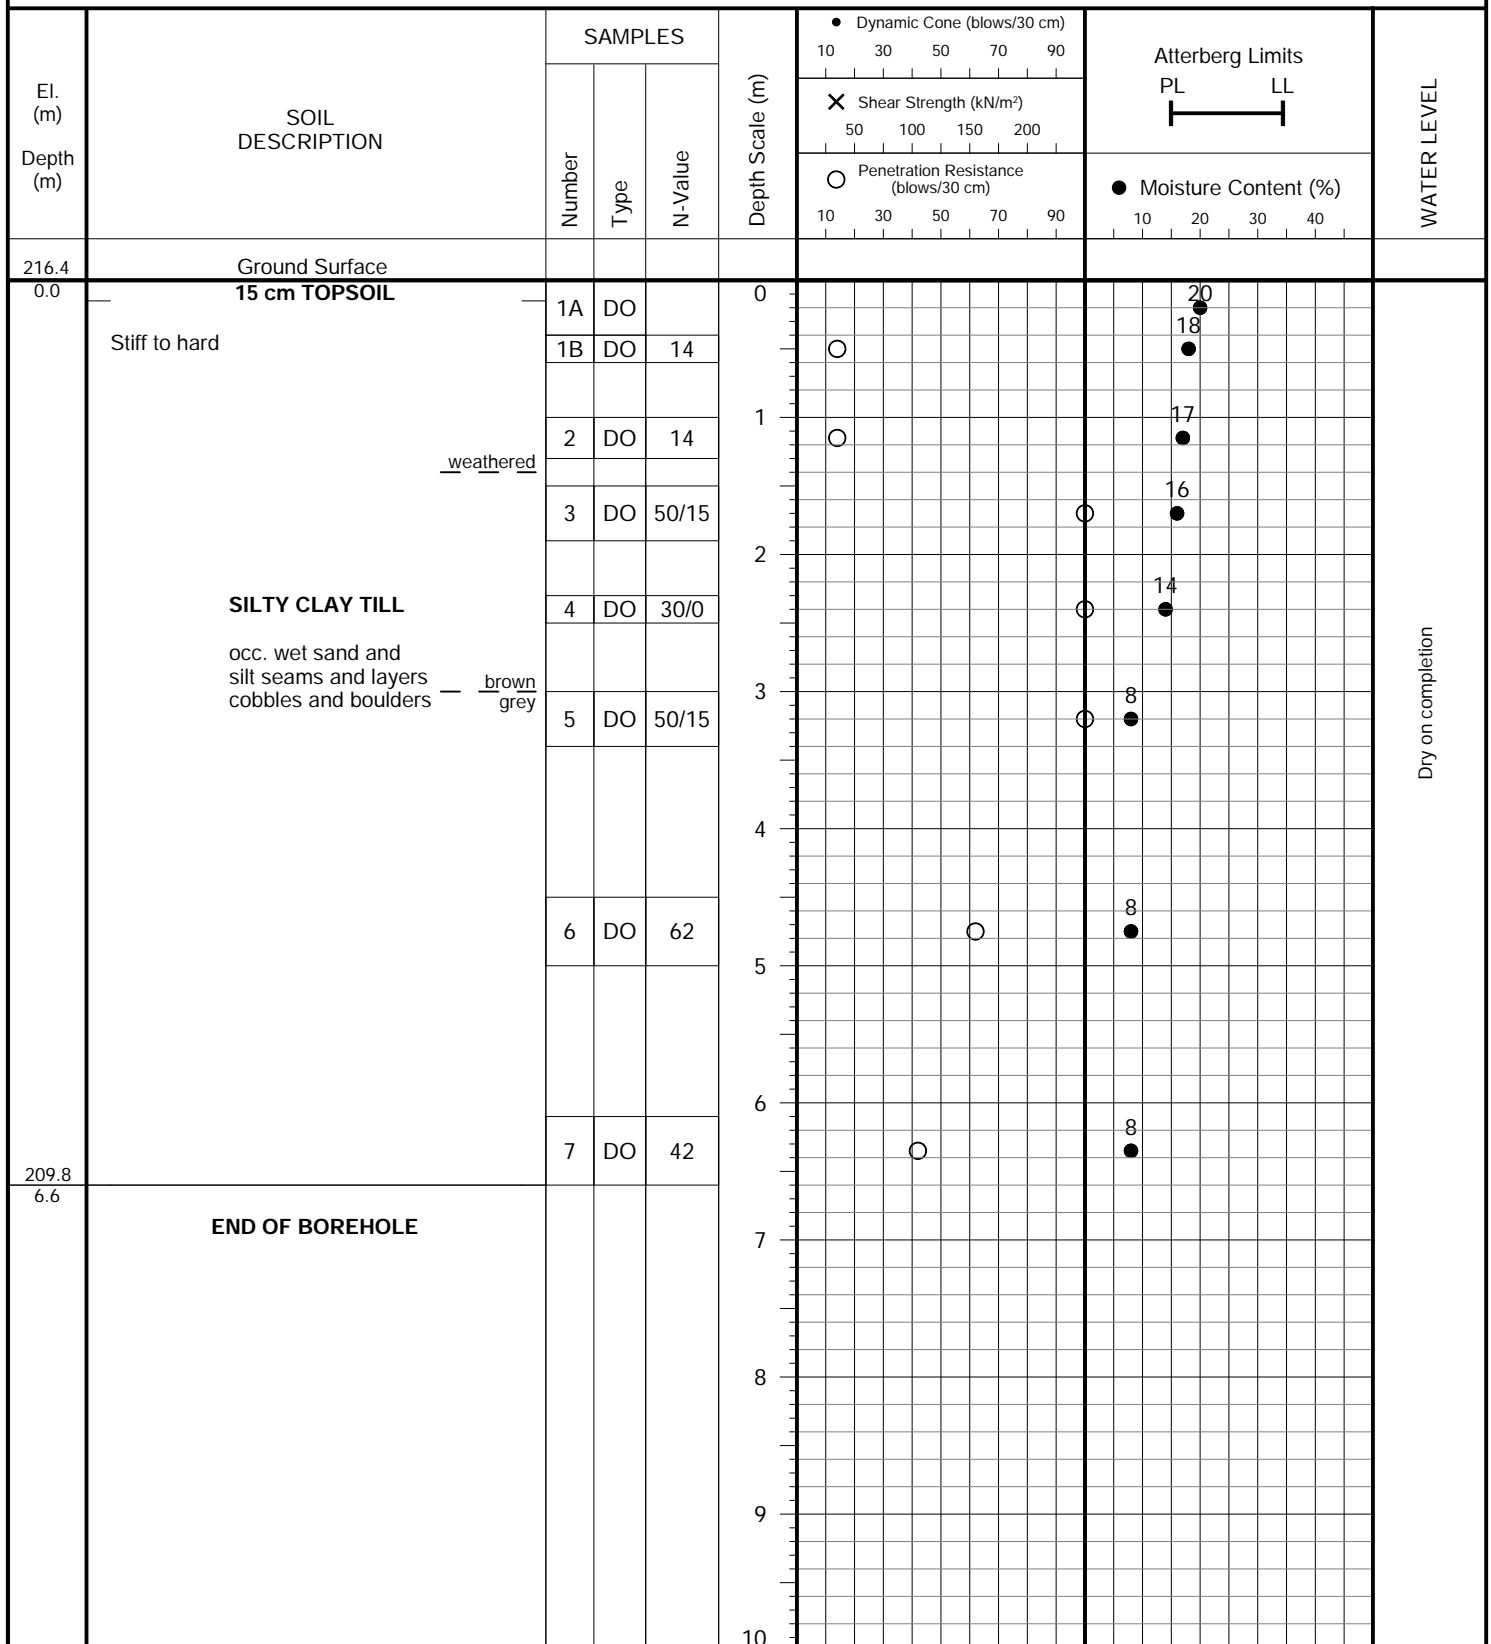 El.
(m)
Depth
(m)
SOIL
DESCRIPTION
SAMPLES
Number
Type
N-Value
Depth Scale (m)
● Dynamic Cone (blows/30 cm)
10 30 50 70 90
✕ Shear Strength (kN/m²)
50 100 150 200
○ Penetration Resistance
(blows/30 cm)
10 30 50 70 90
Atterberg Limits
PL LL
● Moisture Content (%)
10 20 30 40
WATER LEVEL
216.4 Ground Surface
0.0 15 cm TOPSOIL 0 20
1A DO
18
Stiff to hard 1B DO 14
1 17
2 DO 14
weathered
16
3 DO 50/15
2
14
SILTY CLAY TILL 4 DO 30/0
occ. wet sand and
silt seams and layers
cobbles and boulders
brown
grey
3 8
5 DO 50/15
Dry on completion
4
8
6 DO 62
5
6
8
7 DO 42
209.8
6.6
END OF BOREHOLE
7
8
9
10